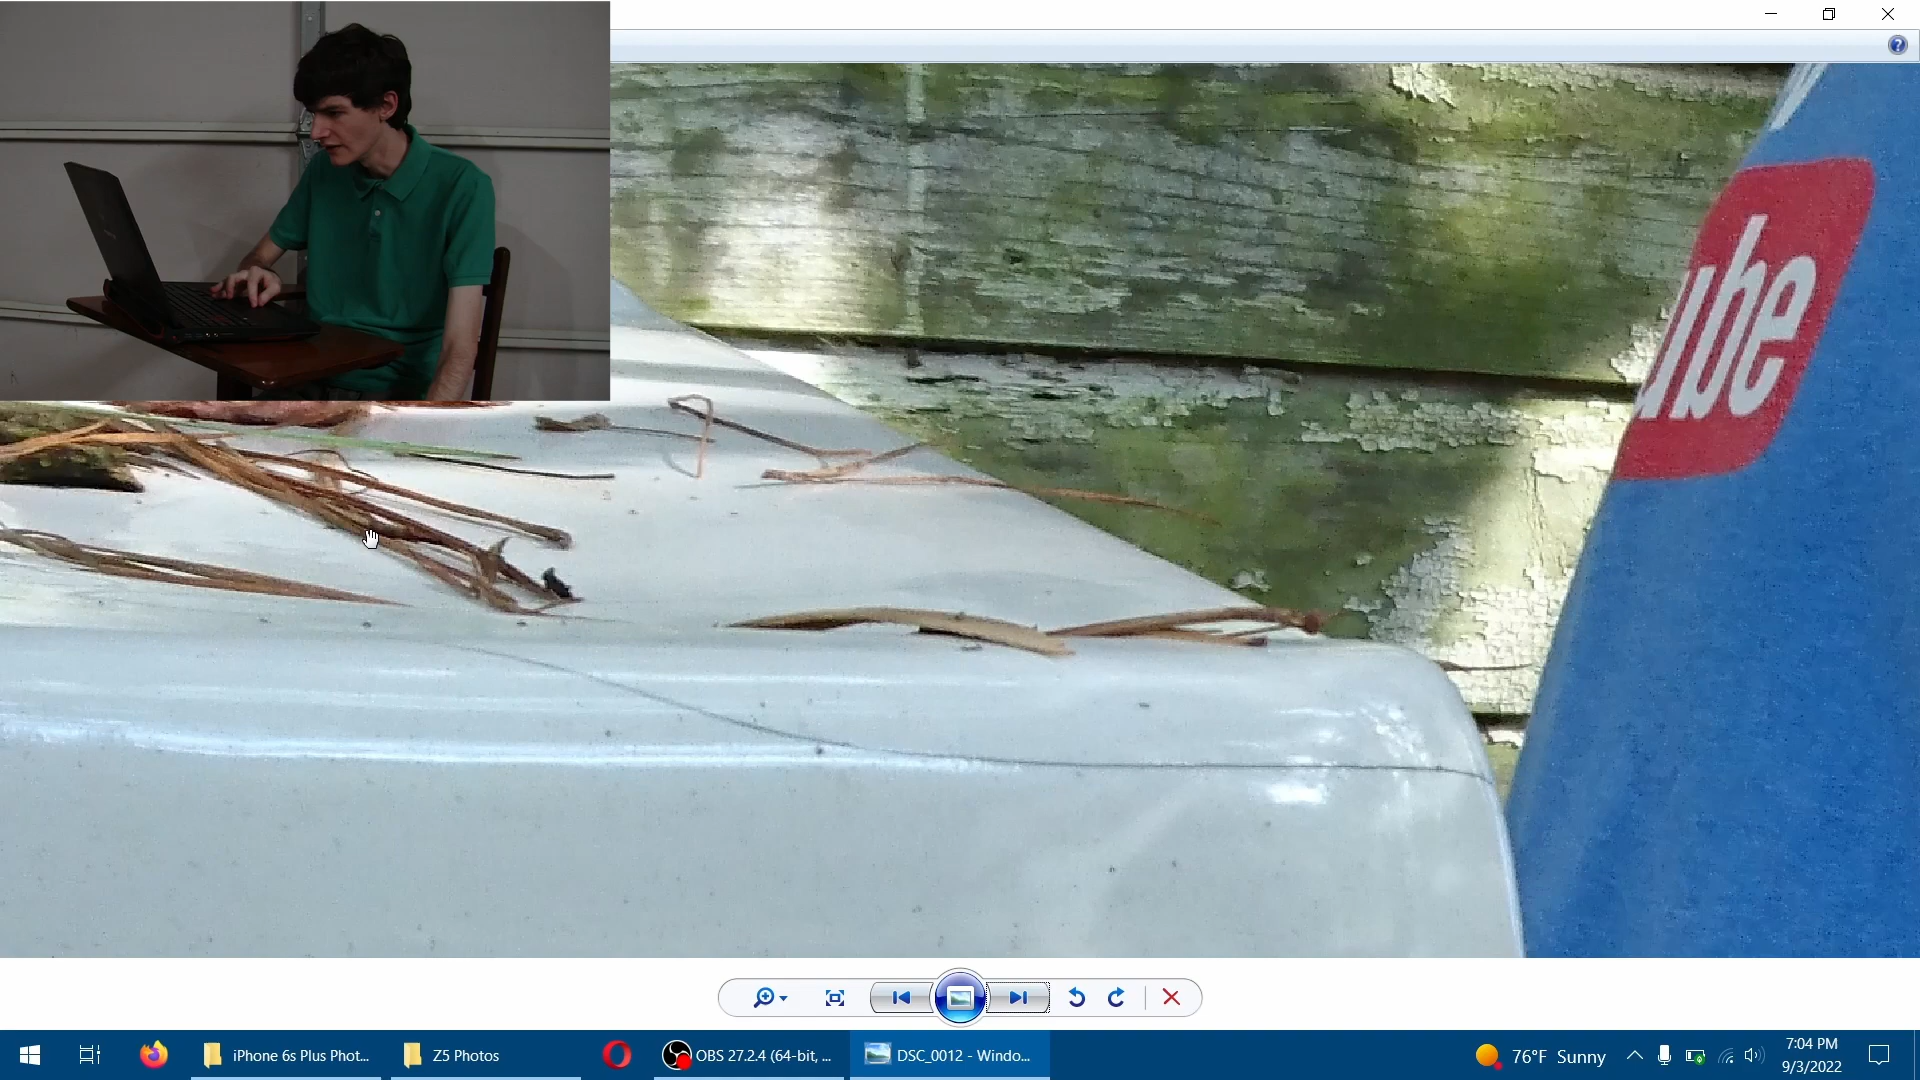 ube
iPhone 6s Plus Phot...
Z5 Photos
OBS 27.2.4 (64-bit, ...
DSC_0012 - Windo...
76°F Sunny
7:04 PM
9/3/2022